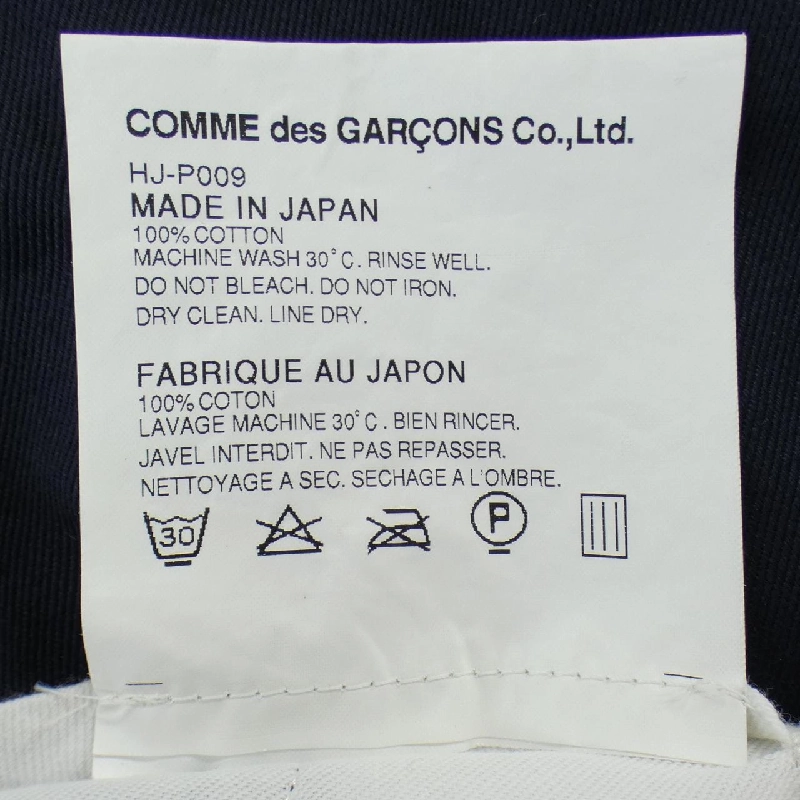 COMME des GARÇONS Co.,Ltd.
HJ-P009
MADE IN JAPAN
100% COTTON
MACHINE WASH 30°C. RINSE WELL.
DO NOT BLEACH. DO NOT IRON.
DRY CLEAN. LINE DRY.
FABRIQUE AU JAPON
100% COTON
LAVAGE MACHINE 30°C. BIEN RINCER.
JAVEL INTERDIT. NE PAS REPASSER.
NETTOYAGE A SEC. SECHAGE A L'OMBRE.
30 P